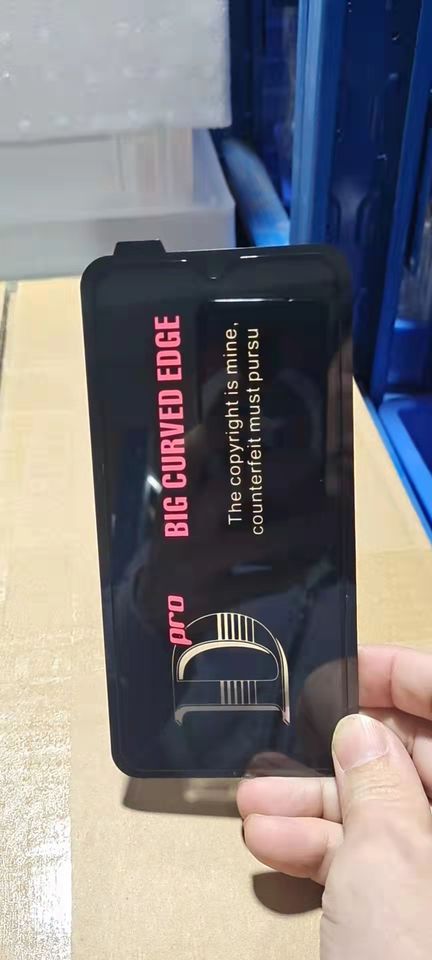 D
pro
BIG CURVED EDGE
The copyright is mine,
counterfeit must pursu